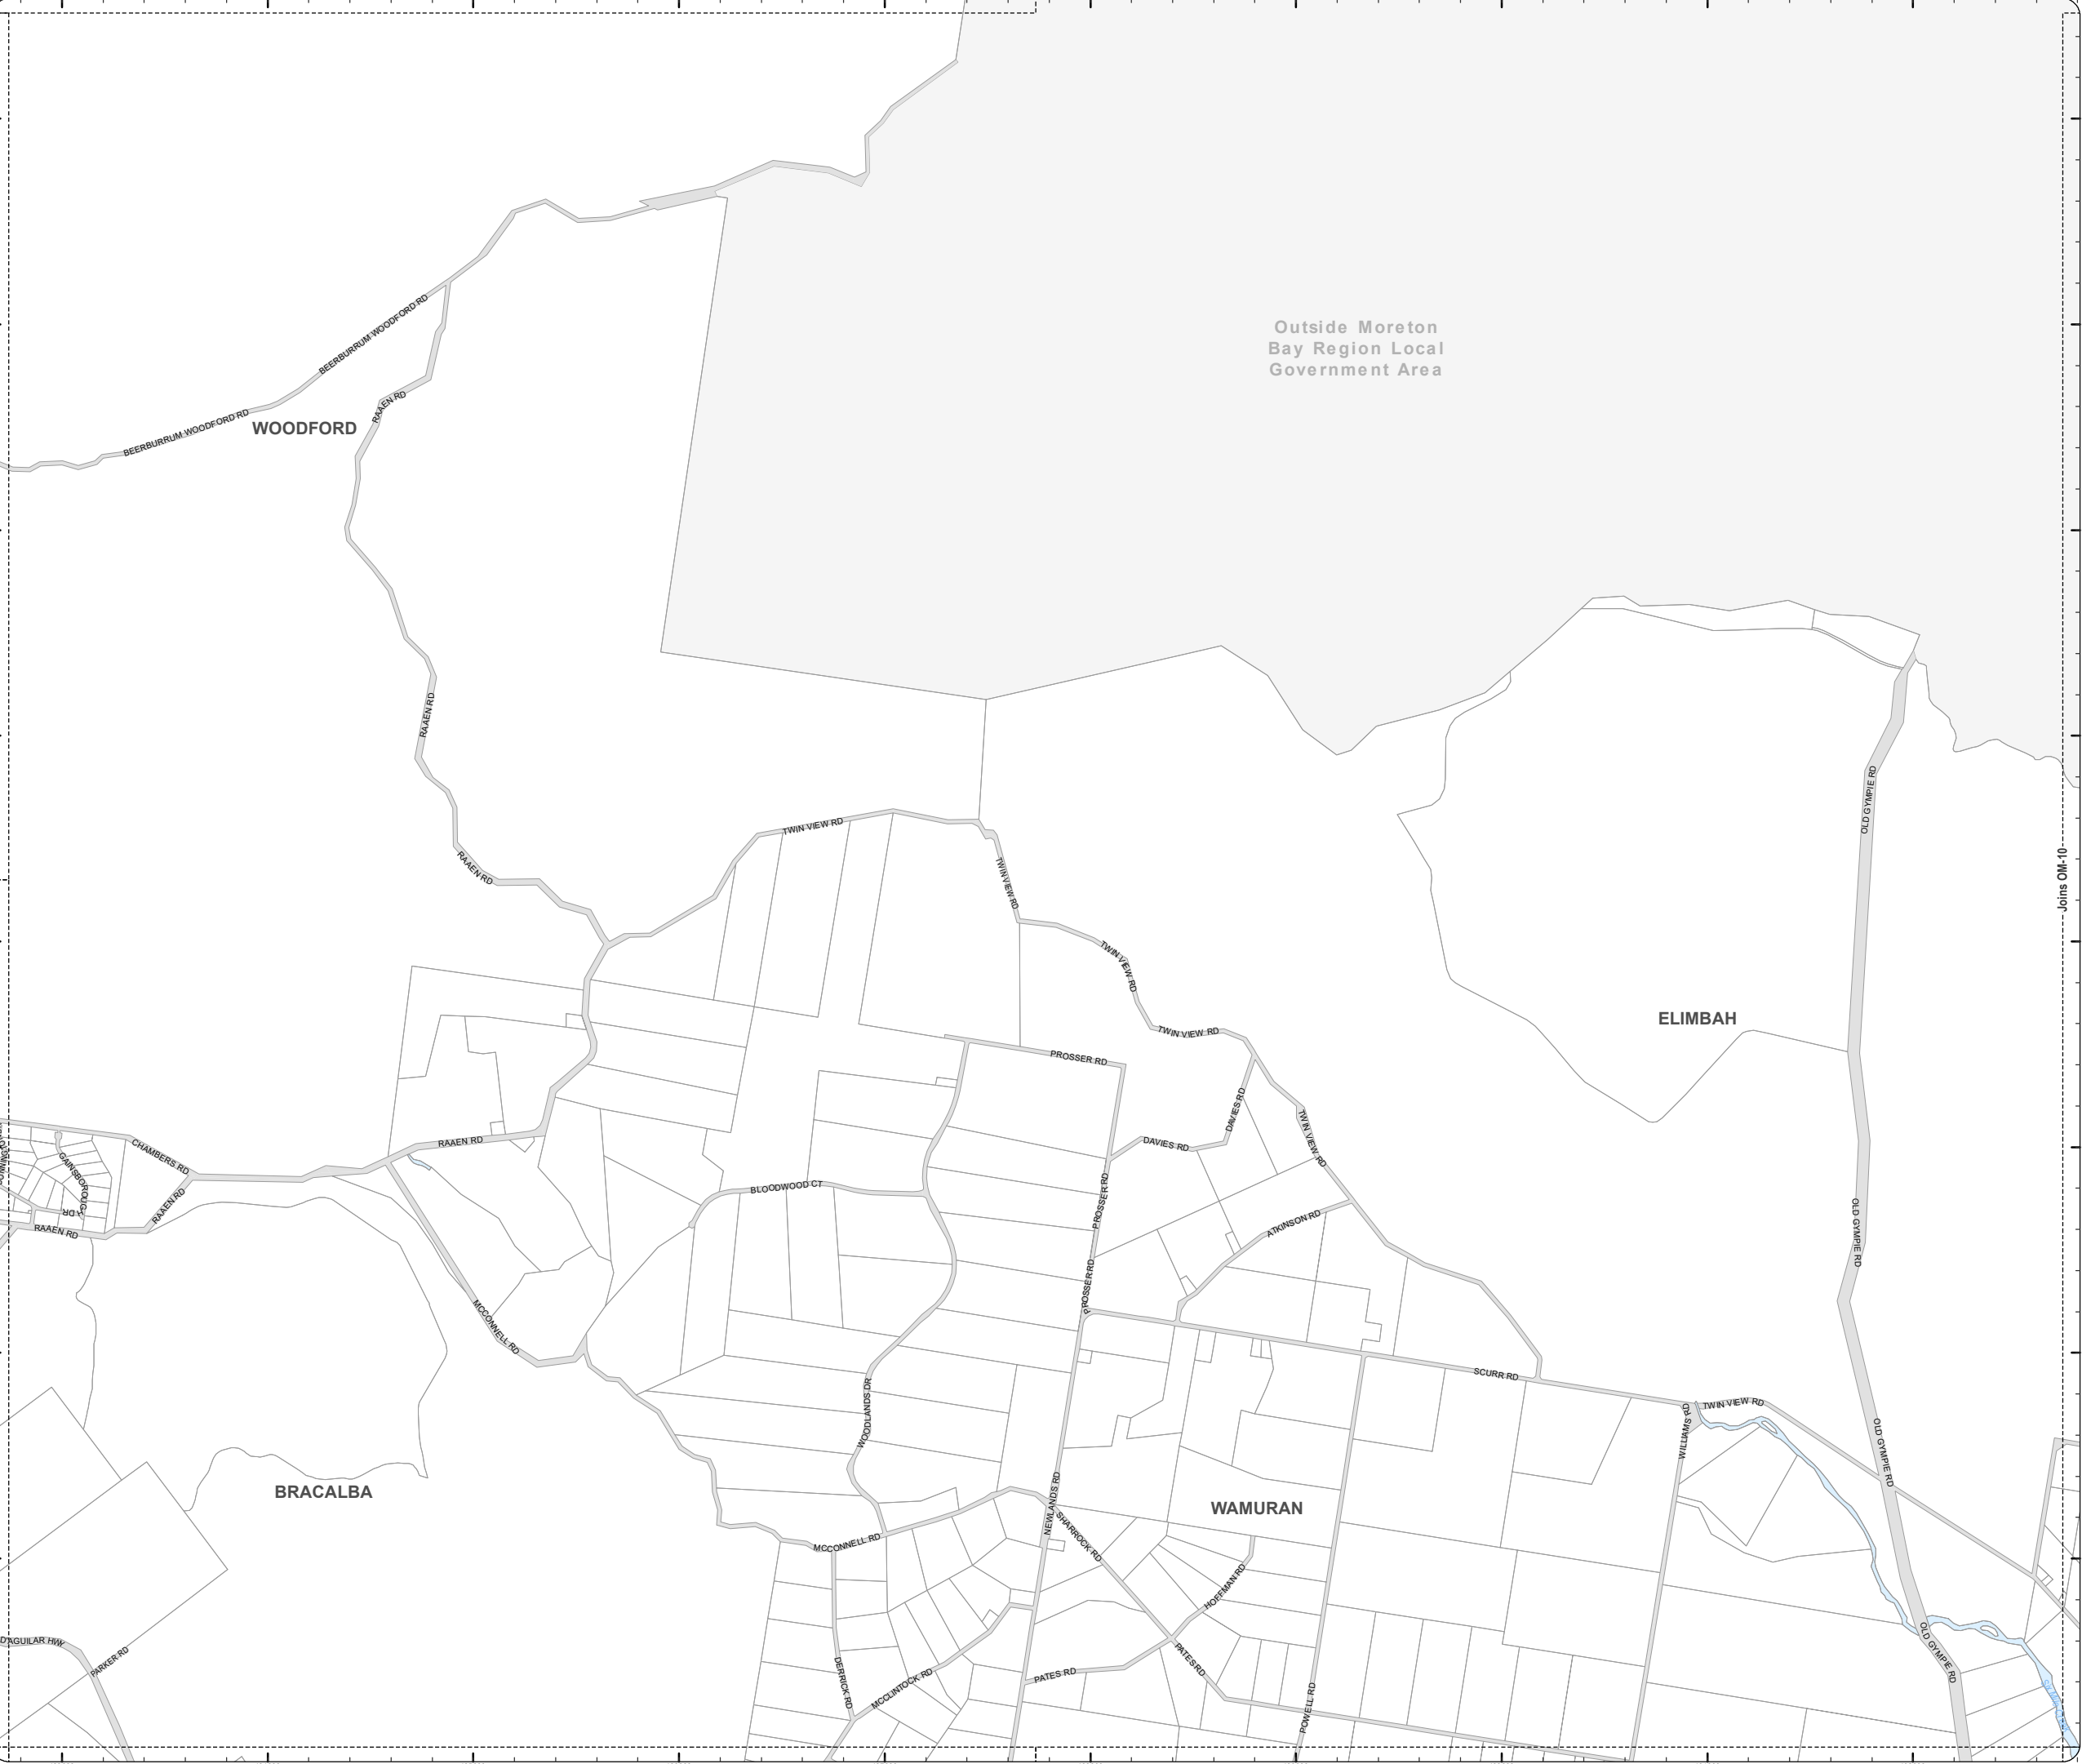 Outside Moreton
Bay Region Local
Government Area
BEERBURRUM WOODFORD RD
RAAEN RD
BEERBURRUM WOODFORD RD
WOODFORD
RAAEN RD
OLD GYMPIE RD
TWIN VIEW RD
RAAEN RD
TWIN VIEW RD
Joins OM-10
TWIN VIEW RD
ELIMBAH
TWIN VIEW RD
PROSSER RD
DAVIES RD
TWIN VIEW RD
CHAMBERS RD
RAAEN RD
DAVIES RD
GAINSBOROUGH
BLOODWOOD CT
PROSSER RD
RAAEN RD
DR
ATKINSON RD
RAAEN RD
OLD GYMPIE RD
PROSSER RD
MCCONNELL RD
SCURR RD
WOODLANDS DR
TWIN VIEW RD
WILLIAMS RD
OLD GYMPIE RD
BRACALBA
NEWLANDS RD
WAMURAN
SHARROCK RD
MCCONNELL RD
HOFFMAN RD
D'AGUILAR HWY
PARKER RD
OLD GYMPIE RD
PATES RD
PATES RD
DERRICK RD
MCCLINTOCK RD
POWELL RD